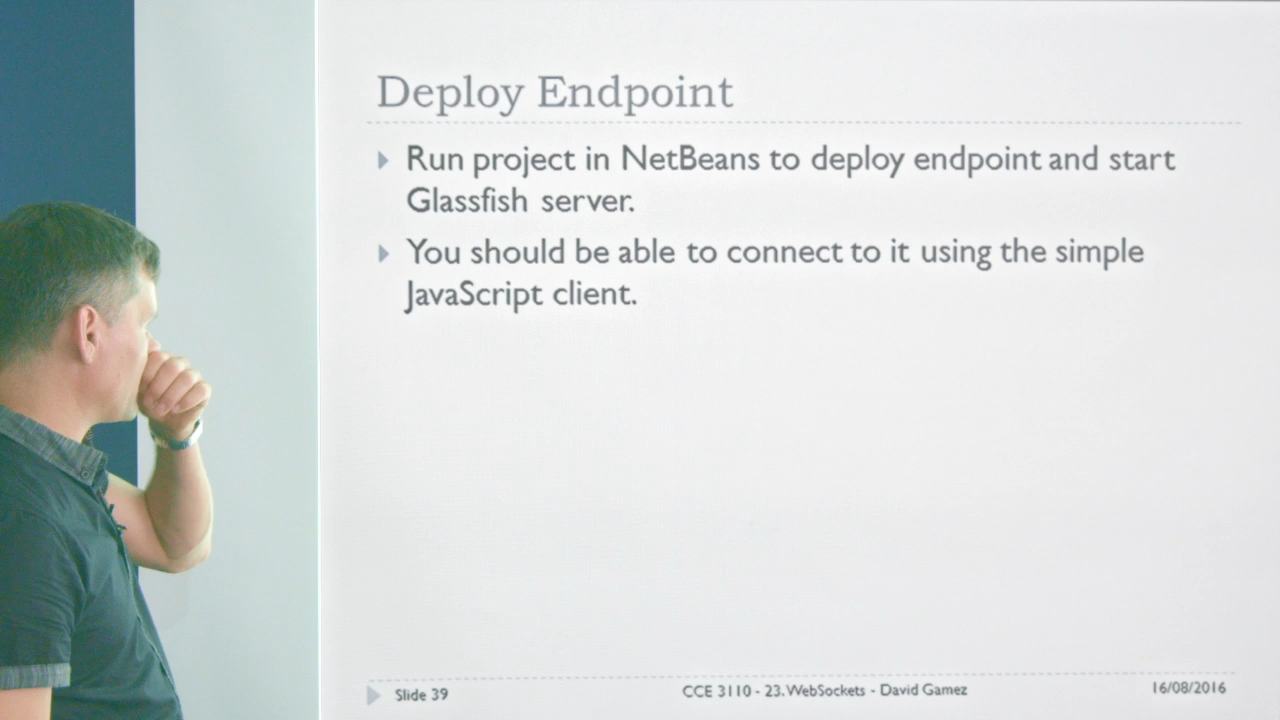 Deploy Endpoint
Run project in NetBeans to deploy endpoint and start
Glassfish server.
You should be able to connect to it using the simple
JavaScript client.
Slide 39
CCE 3110 - 23. WebSockets - David Gamez
16/08/2016